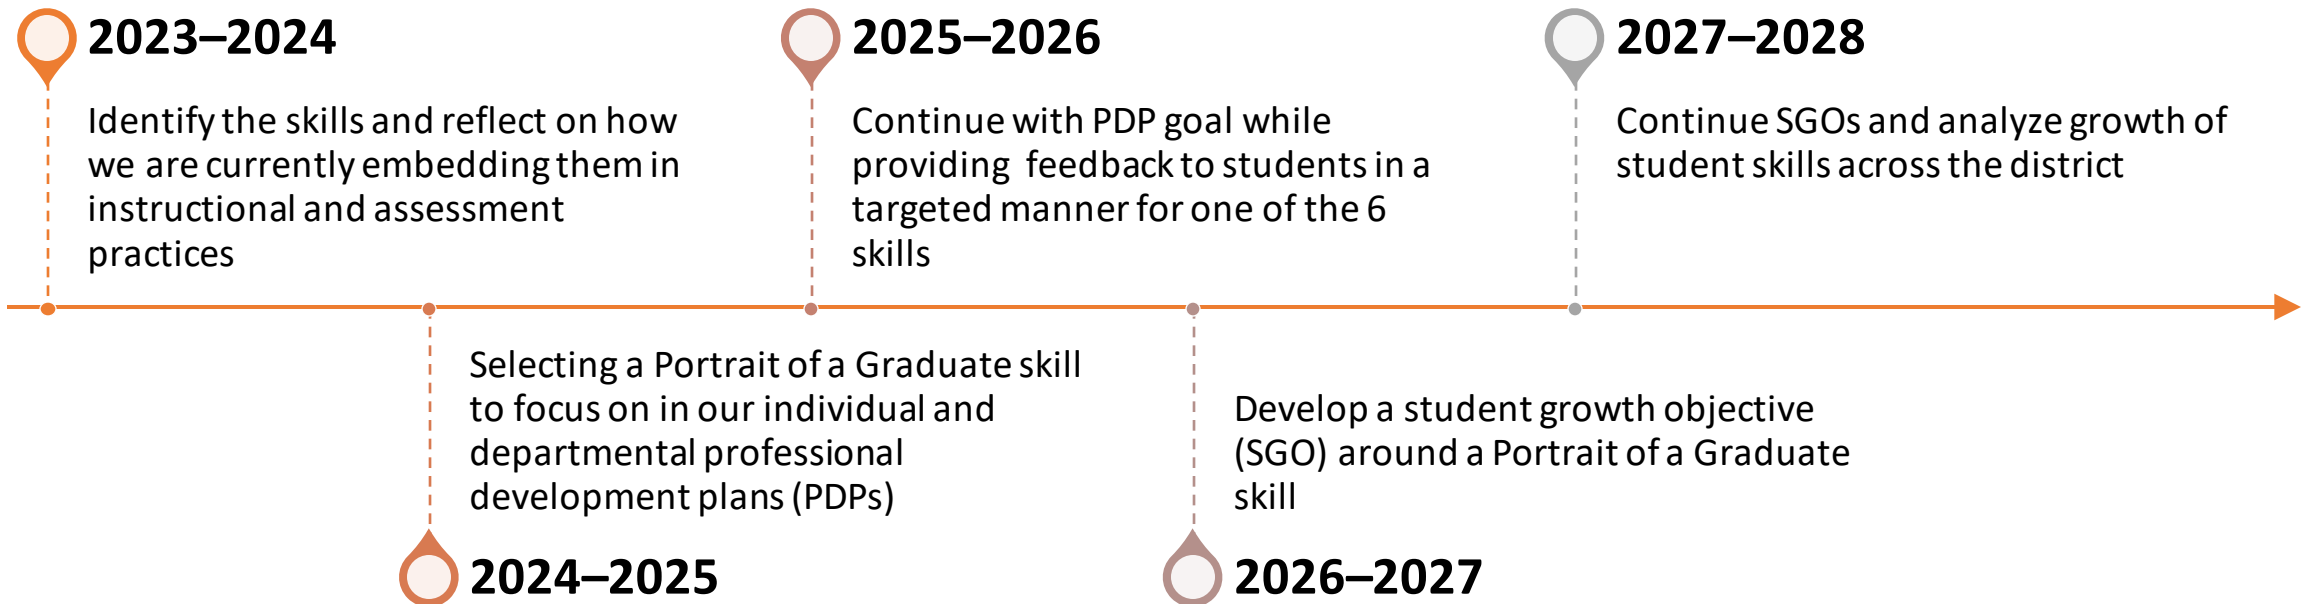 2023–2024
Identify the skills and reflect on how
we are currently embedding them in
instructional and assessment
practices
Selecting a Portrait of a Graduate skill
to focus on in our individual and
departmental professional
development plans (PDPs)
2024–2025
2025–2026
Continue with PDP goal while
providing  feedback to students in a
targeted manner for one of the 6
skills
Develop a student growth objective
(SGO) around a Portrait of a Graduate
skill
2026–2027
2027–2028
Continue SGOs and analyze growth of
student skills across the district